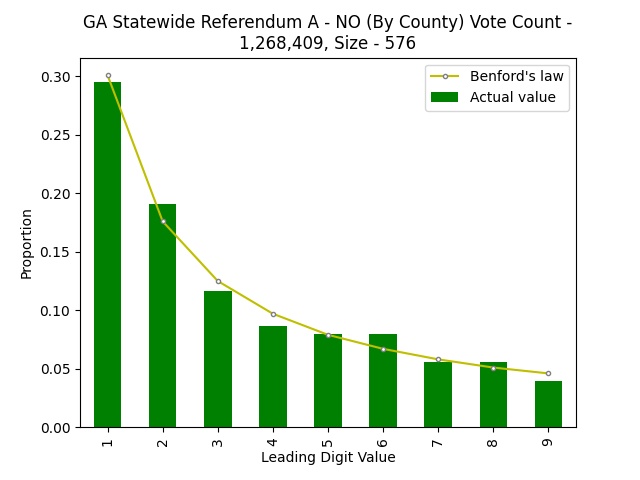 GA Statewide Referendum A - NO (By County) Vote Count -
1,268,409, Size - 576
Benford's law
Actual value
0.30
0.25
0.20
0.15
0.10
0.05
0.00
Proportion
1 2 3 4 5 6 7 8 9
Leading Digit Value